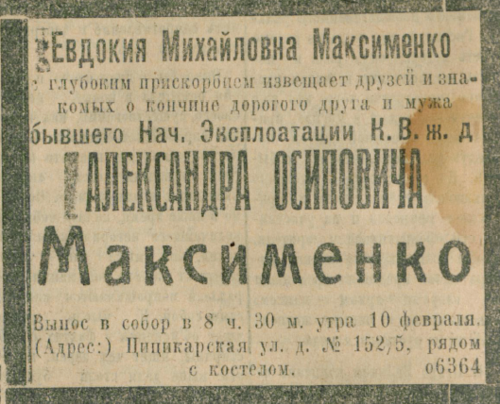 Евдокия Михайловна Максименко
с глубоким прискорбием извещает друзей и зна-
комых о кончине дорогого друга и мужа
бывшего Нач. Эксплоатации К. В. ж. д
АЛЕКСАНДРА ОСИПОВИЧА
Максименко
Вынос в собор в 8 ч. 30 м. утра 10 февраля.
(Адрес:) Цицикарская ул. д. № 152/5, рядом
с костелом. о6364